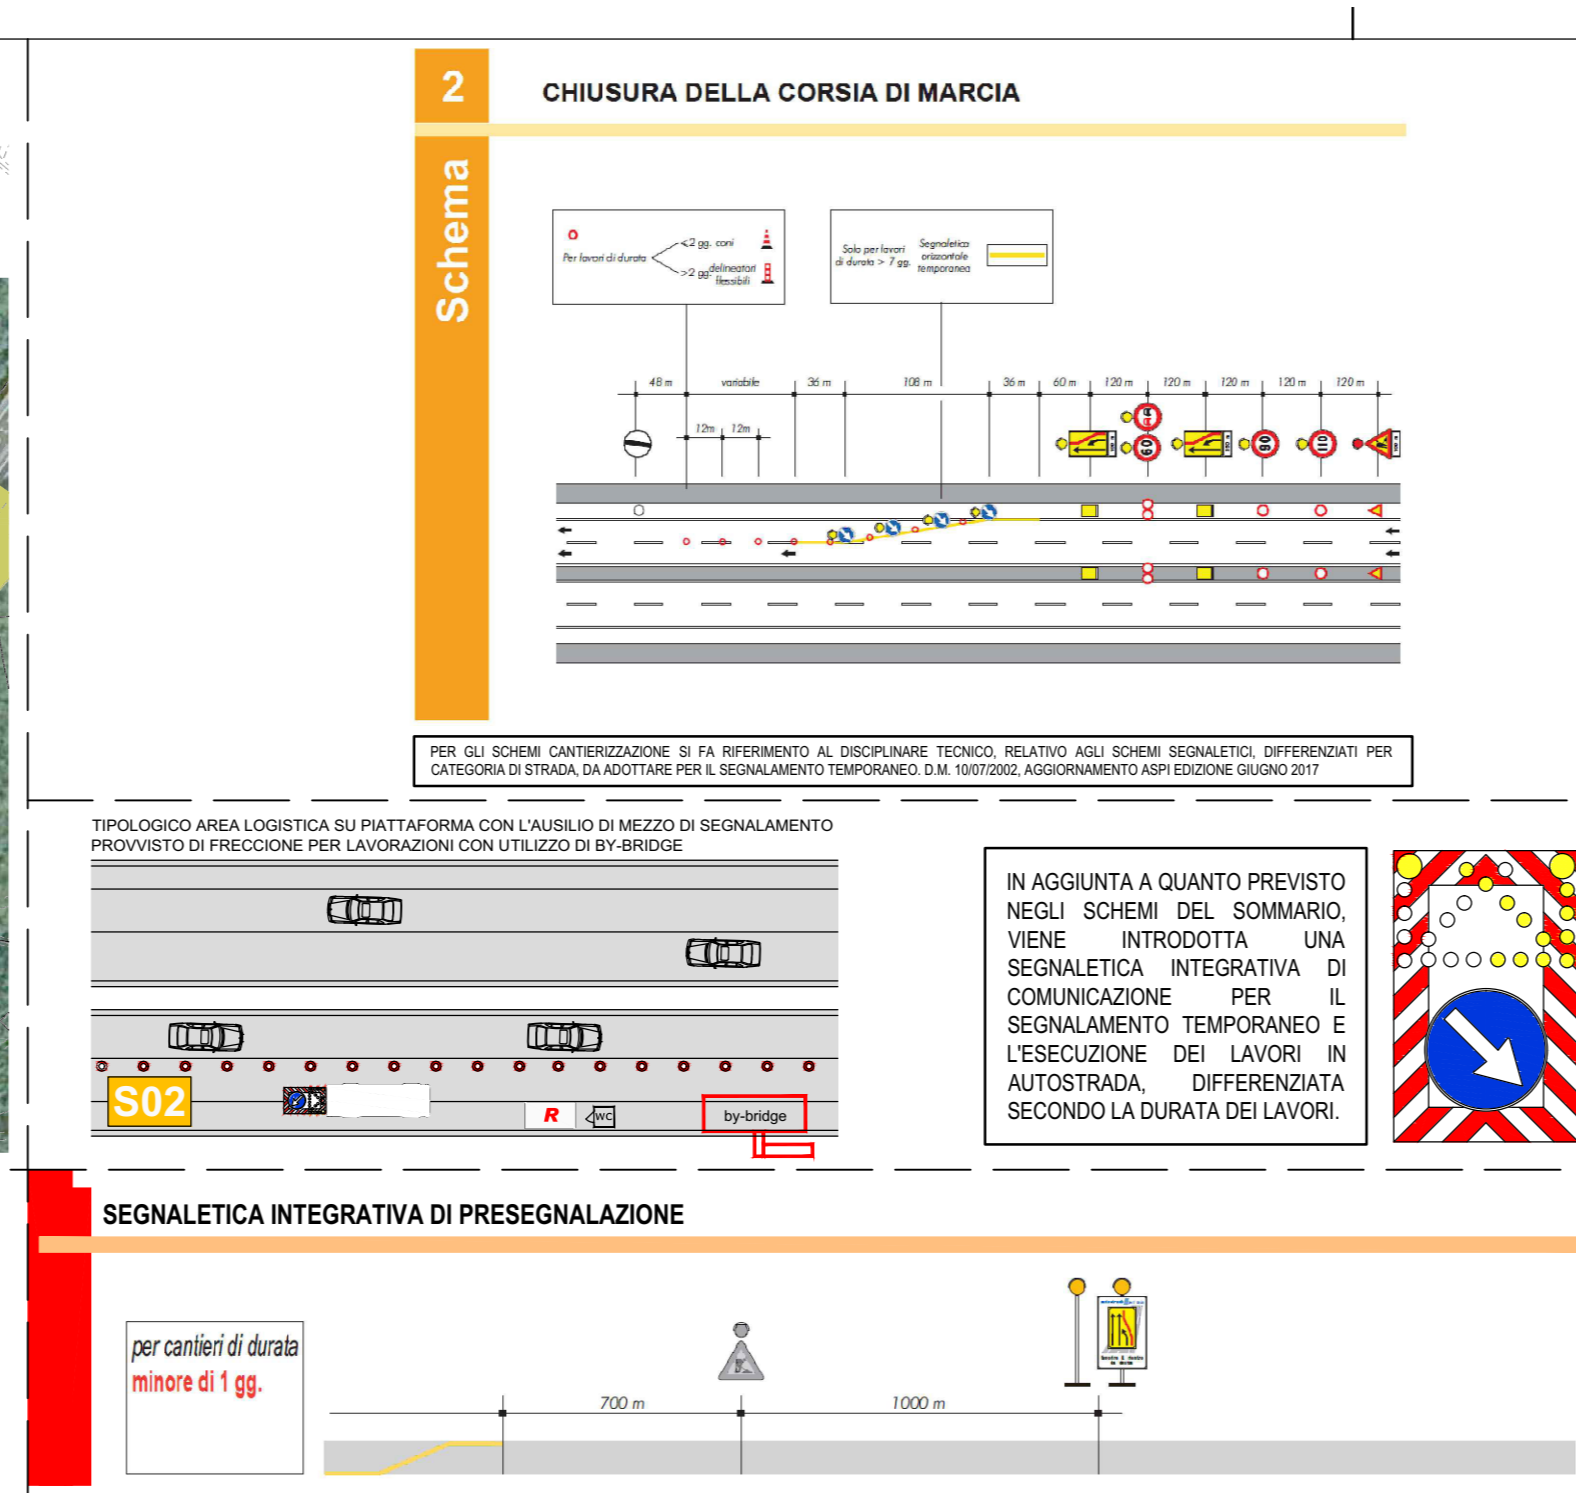 2
CHIUSURA DELLA CORSIA DI MARCIA
Schema
Per lavori di durata
<2 gg. coni
>2 gg. delineatori
flessibili
Solo per lavori
di durata > 7 gg.
Segnaletica
orizzontale
temporanea
48 m
variabile
36 m
108 m
36 m
60 m
120 m
120 m
120 m
120 m
120 m
12m
12m
60
90
110
PER GLI SCHEMI CANTIERIZZAZIONE SI FA RIFERIMENTO AL DISCIPLINARE TECNICO, RELATIVO AGLI SCHEMI SEGNALETICI, DIFFERENZIATI PER
CATEGORIA DI STRADA, DA ADOTTARE PER IL SEGNALAMENTO TEMPORANEO. D.M. 10/07/2002, AGGIORNAMENTO ASPI EDIZIONE GIUGNO 2017
TIPOLOGICO AREA LOGISTICA SU PIATTAFORMA CON L'AUSILIO DI MEZZO DI SEGNALAMENTO
PROVVISTO DI FRECCIONE PER LAVORAZIONI CON UTILIZZO DI BY-BRIDGE
S02
R
WC
by-bridge
IN AGGIUNTA A QUANTO PREVISTO
NEGLI SCHEMI DEL SOMMARIO,
VIENE INTRODOTTA UNA
SEGNALETICA INTEGRATIVA DI
COMUNICAZIONE PER IL
SEGNALAMENTO TEMPORANEO E
L'ESECUZIONE DEI LAVORI IN
AUTOSTRADA, DIFFERENZIATA
SECONDO LA DURATA DEI LAVORI.
SEGNALETICA INTEGRATIVA DI PRESEGNALAZIONE
per cantieri di durata
minore di 1 gg.
700 m
1000 m